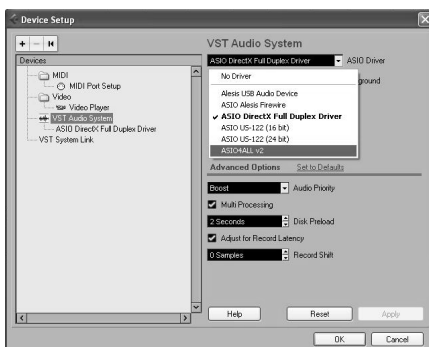 Device Setup
Devices
MIDI
MIDI Port Setup
Video
Video Player
VST Audio System
ASIO DirectX Full Duplex Driver
VST System Link
VST Audio System
ASIO DirectX Full Duplex Driver
ASIO Driver
ground
No Driver
Alesis USB Audio Device
ASIO Alesis Firewire
ASIO DirectX Full Duplex Driver
ASIO US-122 (16 bit)
ASIO US-122 (24 bit)
ASIO4ALL v2
Advanced Options Set to Defaults
Boost Audio Priority
Multi Processing
2 Seconds Disk Preload
Adjust for Record Latency
0 Samples Record Shift
Help Reset Apply
OK Cancel